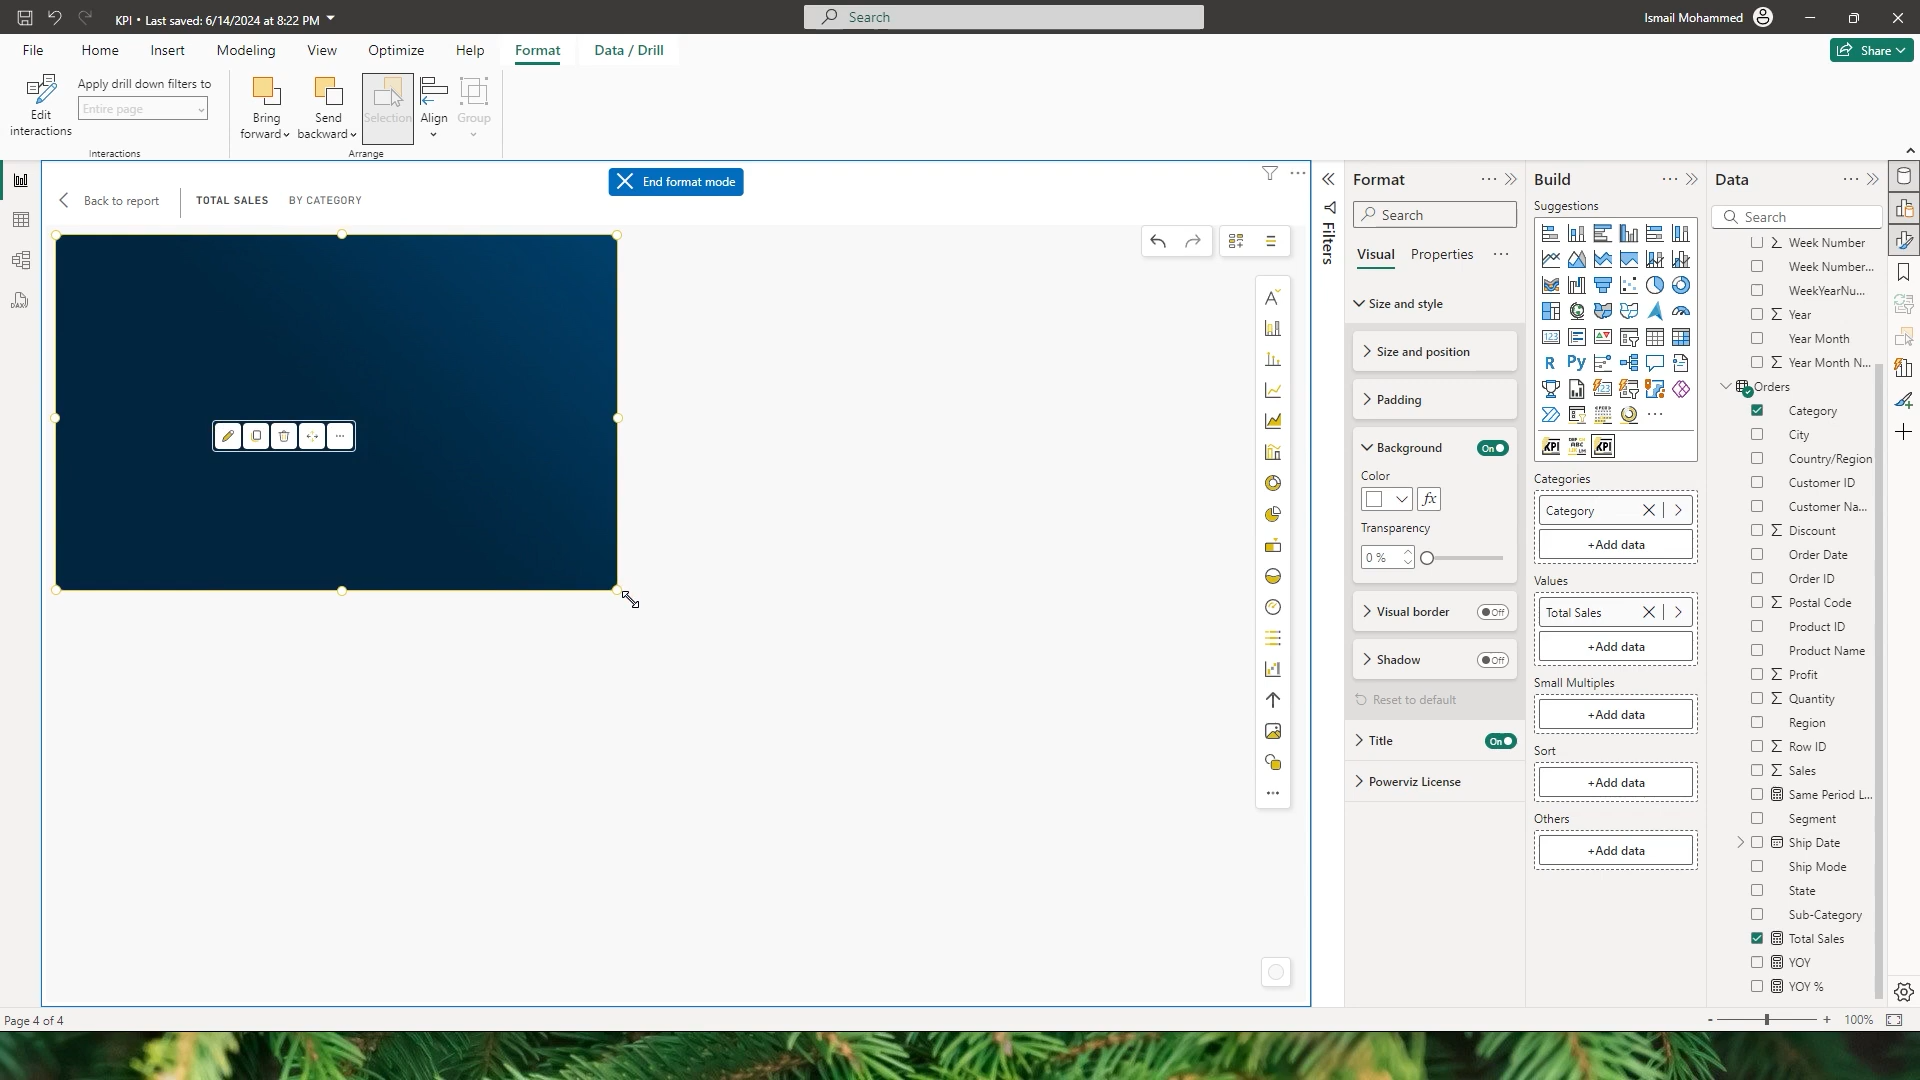 KPI • Last saved: 6/14/2024 at 8:22 PM
Search
Ismail Mohammed
File
Home
Insert
Modeling
View
Optimize
Help
Format
Data / Drill
Share
Edit interactions
Apply drill down filters to
Entire page
Interactions
Bring forward
Send backward
Selection
Align
Group
Arrange
Back to report
TOTAL SALES
BY CATEGORY
End format mode
Filters
Format
Search
Visual
Properties
Size and style
Size and position
Padding
Background
On
Color
fx
Transparency
0 %
Visual border
Off
Shadow
Off
Reset to default
Title
On
Powerviz License
Build
Suggestions
123
R
Py
KPI
KPI
Categories
Category
+Add data
Values
Total Sales
+Add data
Small Multiples
+Add data
Sort
+Add data
Others
+Add data
Data
Search
Week Number
Week Number...
WeekYearNu...
Year
Year Month
Year Month N...
Orders
Category
City
Country/Region
Customer ID
Customer Na...
Discount
Order Date
Order ID
Postal Code
Product ID
Product Name
Profit
Quantity
Region
Row ID
Sales
Same Period L...
Segment
Ship Date
Ship Mode
State
Sub-Category
Total Sales
YOY
YOY %
Page 4 of 4
- + 100%